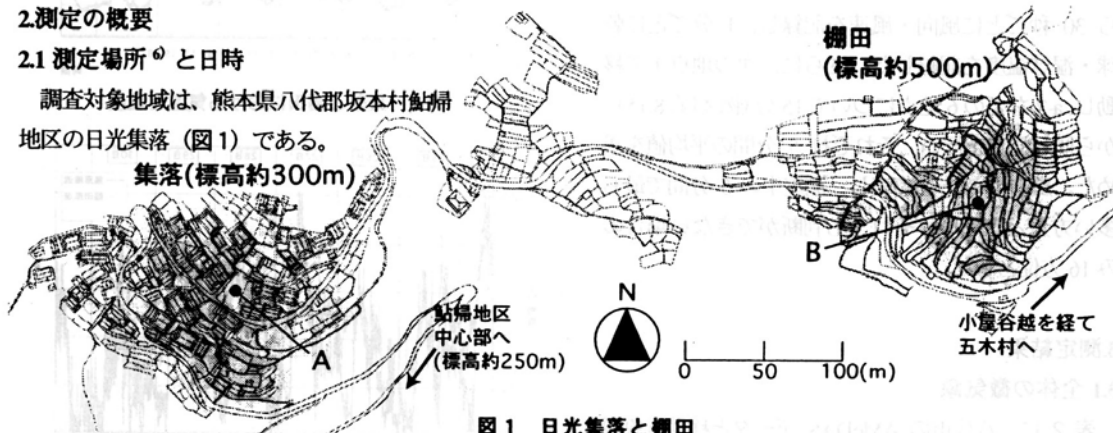 2.測定の概要
2.1 測定場所⁶⁾ と日時
調査対象地域は、熊本県八代郡坂本村鮎帰
地区の日光集落（図1）である。
集落(標高約300m)
棚田
(標高約500m)
A
B
鮎帰地区
中心部へ
(標高約250m)
N
0 50 100(m)
小屋谷越を経て
五木村へ
図1 日光集落と棚田